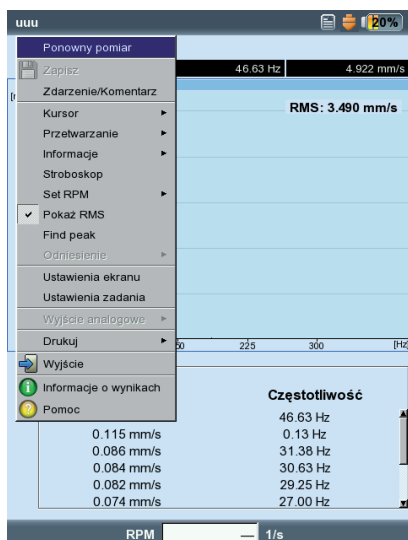 uuu 20%
Ponowny pomiar
Zapisz 46.63 Hz 4.922 mm/s
Zdarzenie/Komentarz
Kursor RMS: 3.490 mm/s
Przetwarzanie
Informacje
Stroboskop
Set RPM
Pokaż RMS
Find peak
Odniesienie
Ustawienia ekranu
Ustawienia zadania
Wyjście analogowe
Drukuj 225 300 [Hz
Wyjście
Informacje o wynikach Częstotliwość
Pomoc 46.63 Hz
0.115 mm/s 0.13 Hz
0.086 mm/s 31.38 Hz
0.084 mm/s 30.63 Hz
0.082 mm/s 29.25 Hz
0.074 mm/s 27.00 Hz
RPM — 1/s